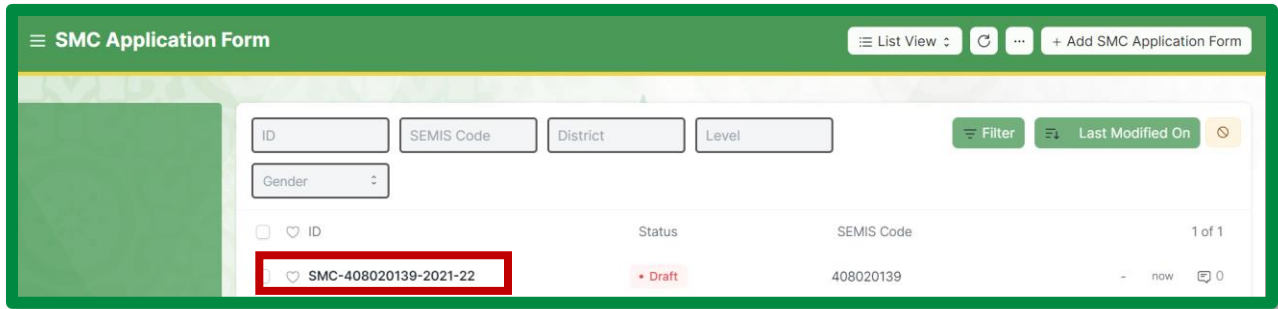 SMC Application Form
List View
...
+ Add SMC Application Form
ID
SEMIS Code
District
Level
Filter
Last Modified On
Gender
ID Status SEMIS Code 1 of 1
SMC-408020139-2021-22 • Draft 408020139 - now 0